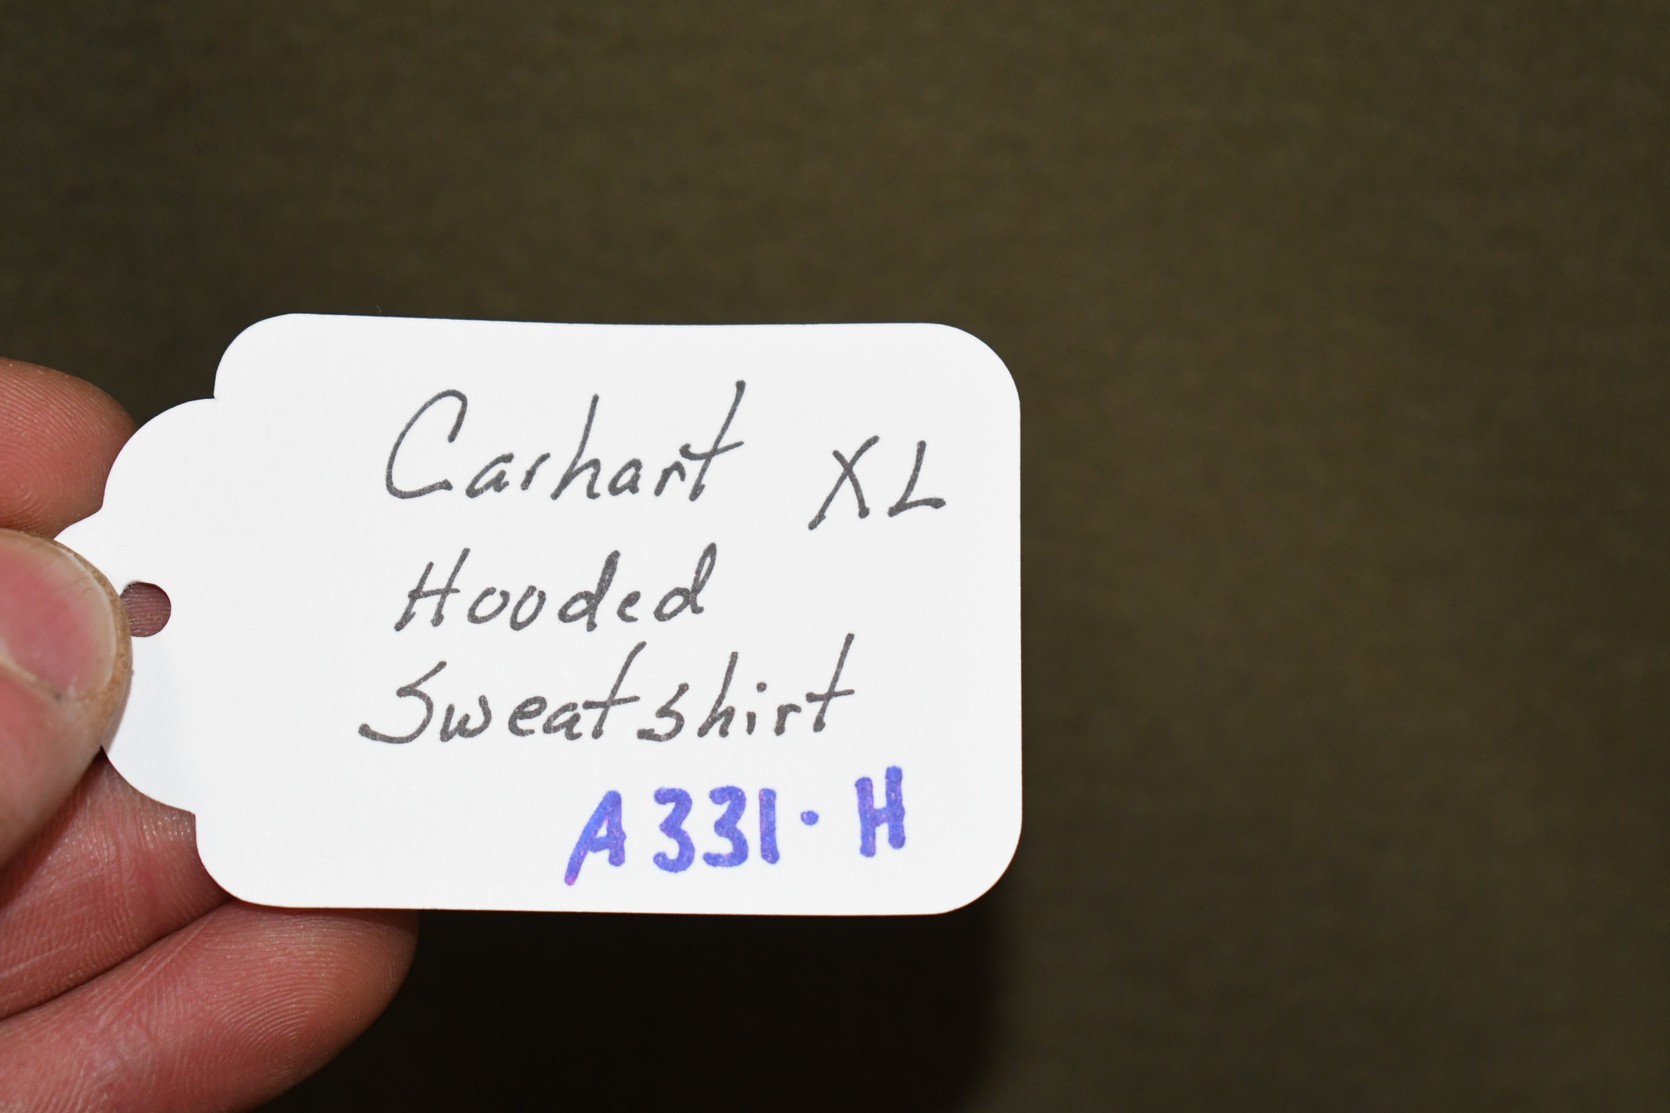 Carhart XL
Hooded
Sweatshirt
A331·H